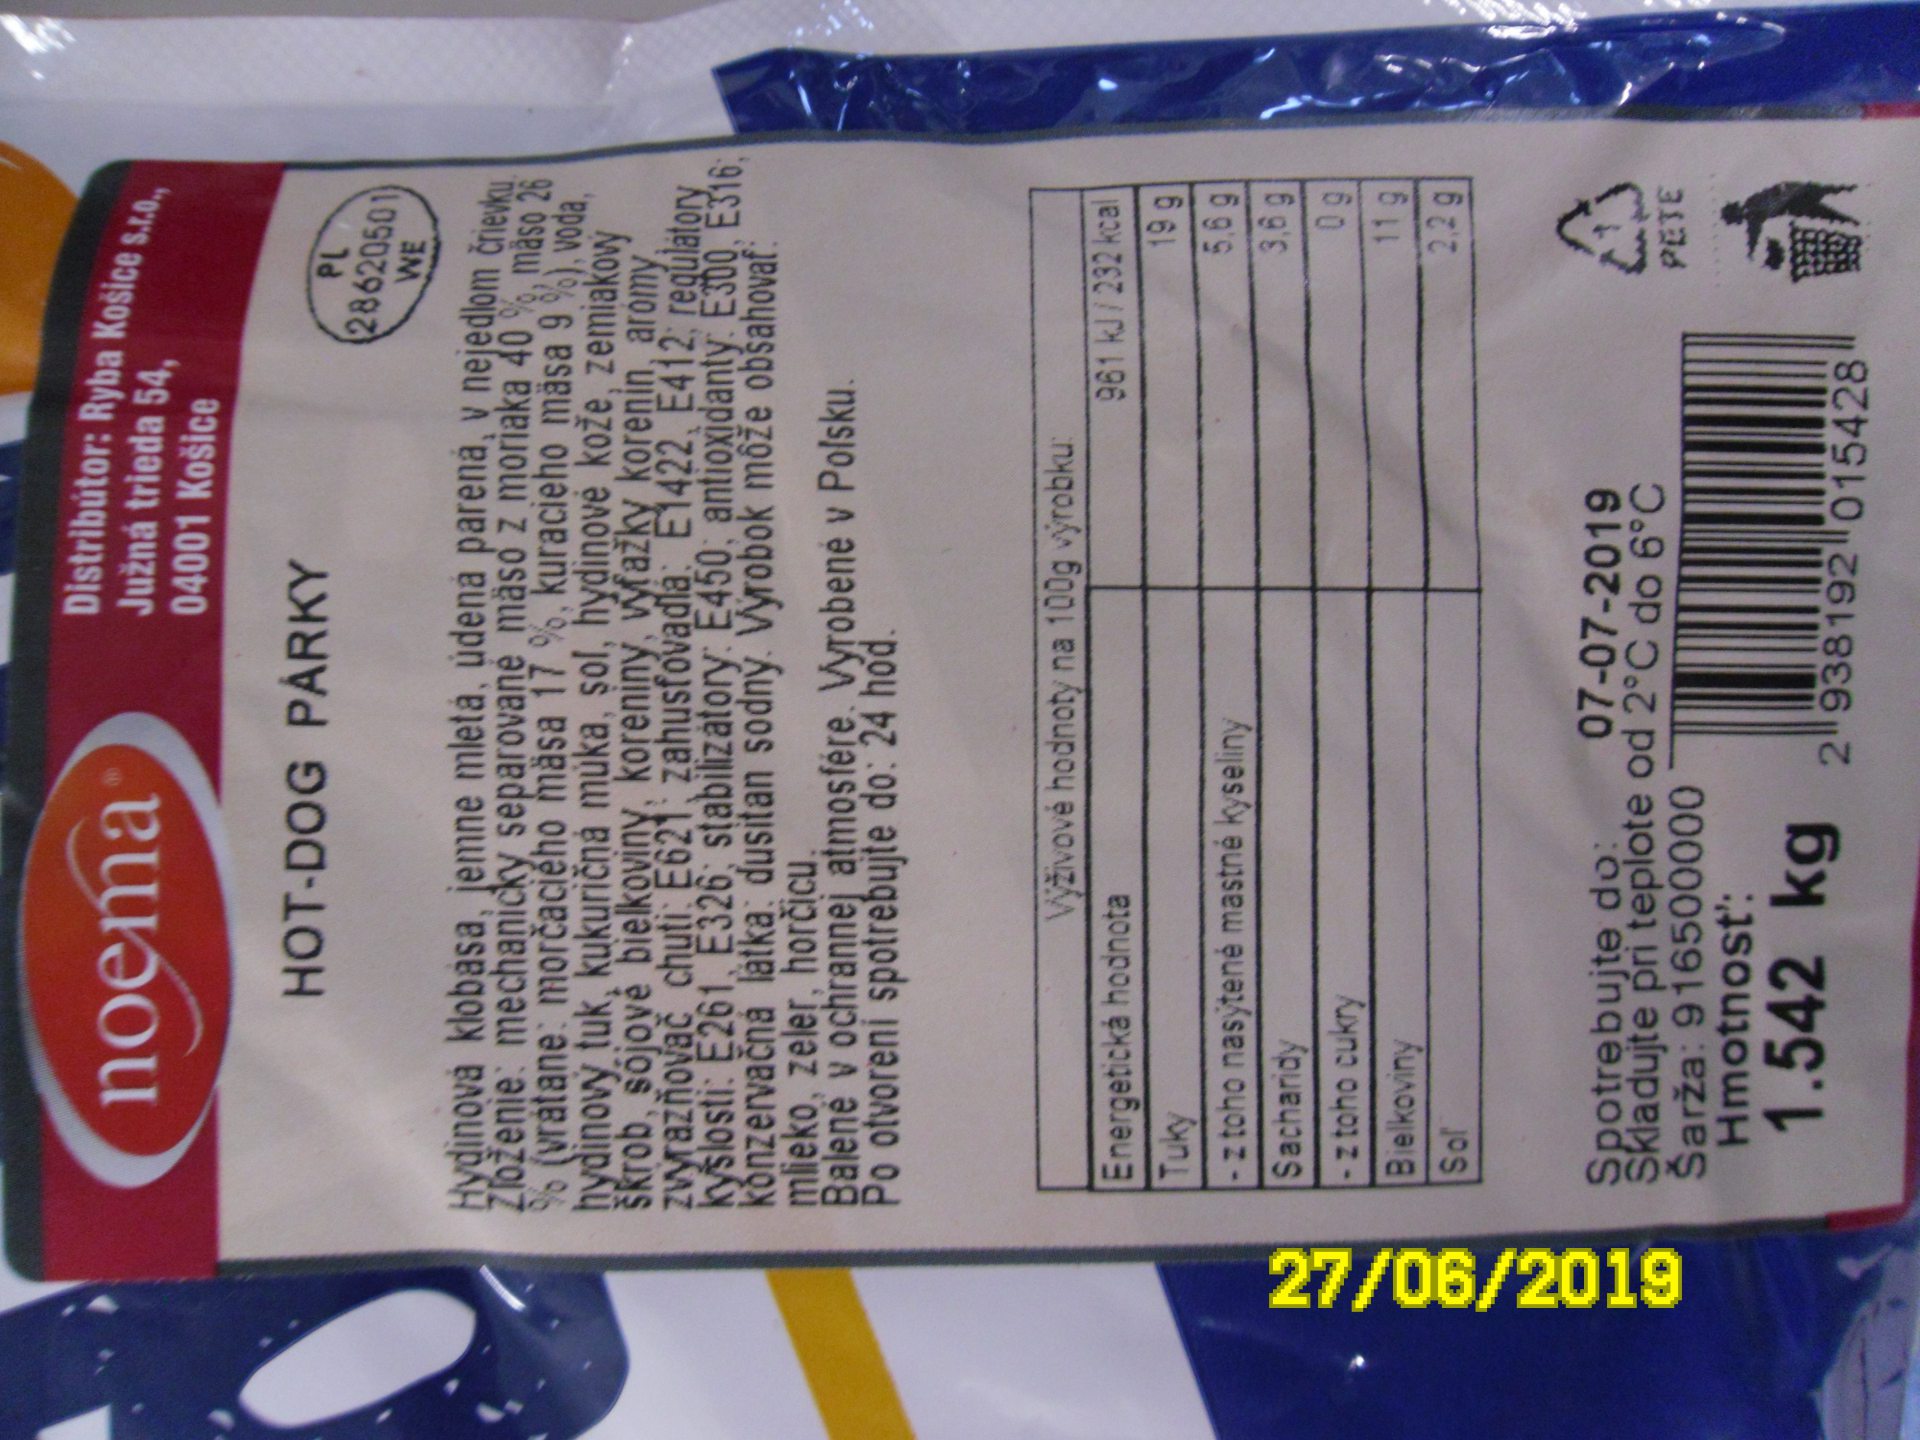 noema®
Distribútor: Ryba Košice s.r.o.,
Južná trieda 54,
04001 Košice
HOT-DOG PÁRKY
PL
28620501
WE
Hydinová klobása, jemne mletá, údená parená, v nejedlom črievku.
Zloženie: mechanicky separované mäso z moriaka 40 %, mäso 26
% (vrátane: morčacieho mäsa 17 %, kuracieho mäsa 9 %), voda,
hydinový tuk, kukuričná múka, soľ, hydinové kože, zemiakový
škrob, sójové bielkoviny, koreniny, výťažky korenín, arómy,
zvýrazňovač chuti: E621, zahusťovadlá: E1422, E412; regulátory
kyslosti: E261, E326; stabilizátory: E450; antioxidanty: E300, E316;
konzervačná látka: dusitan sodný. Výrobok môže obsahovať:
mlieko, zeler, horčicu.
Balené v ochrannej atmosfére. Vyrobené v Poľsku.
Po otvorení spotrebujte do: 24 hod.
Výživové hodnoty na 100g výrobku:
Energetická hodnota 961 kJ / 232 kcal
Tuky 19 g
- z toho nasýtené mastné kyseliny 5,6 g
Sacharidy 3,6 g
- z toho cukry 0 g
Bielkoviny 11 g
Soľ 2,2 g
Spotrebujte do: 07-07-2019
Skladujte pri teplote od 2°C do 6°C
Šarža: 916500000
Hmotnosť:
1.542 kg
2 938192 015428
1
PETE
27/06/2019